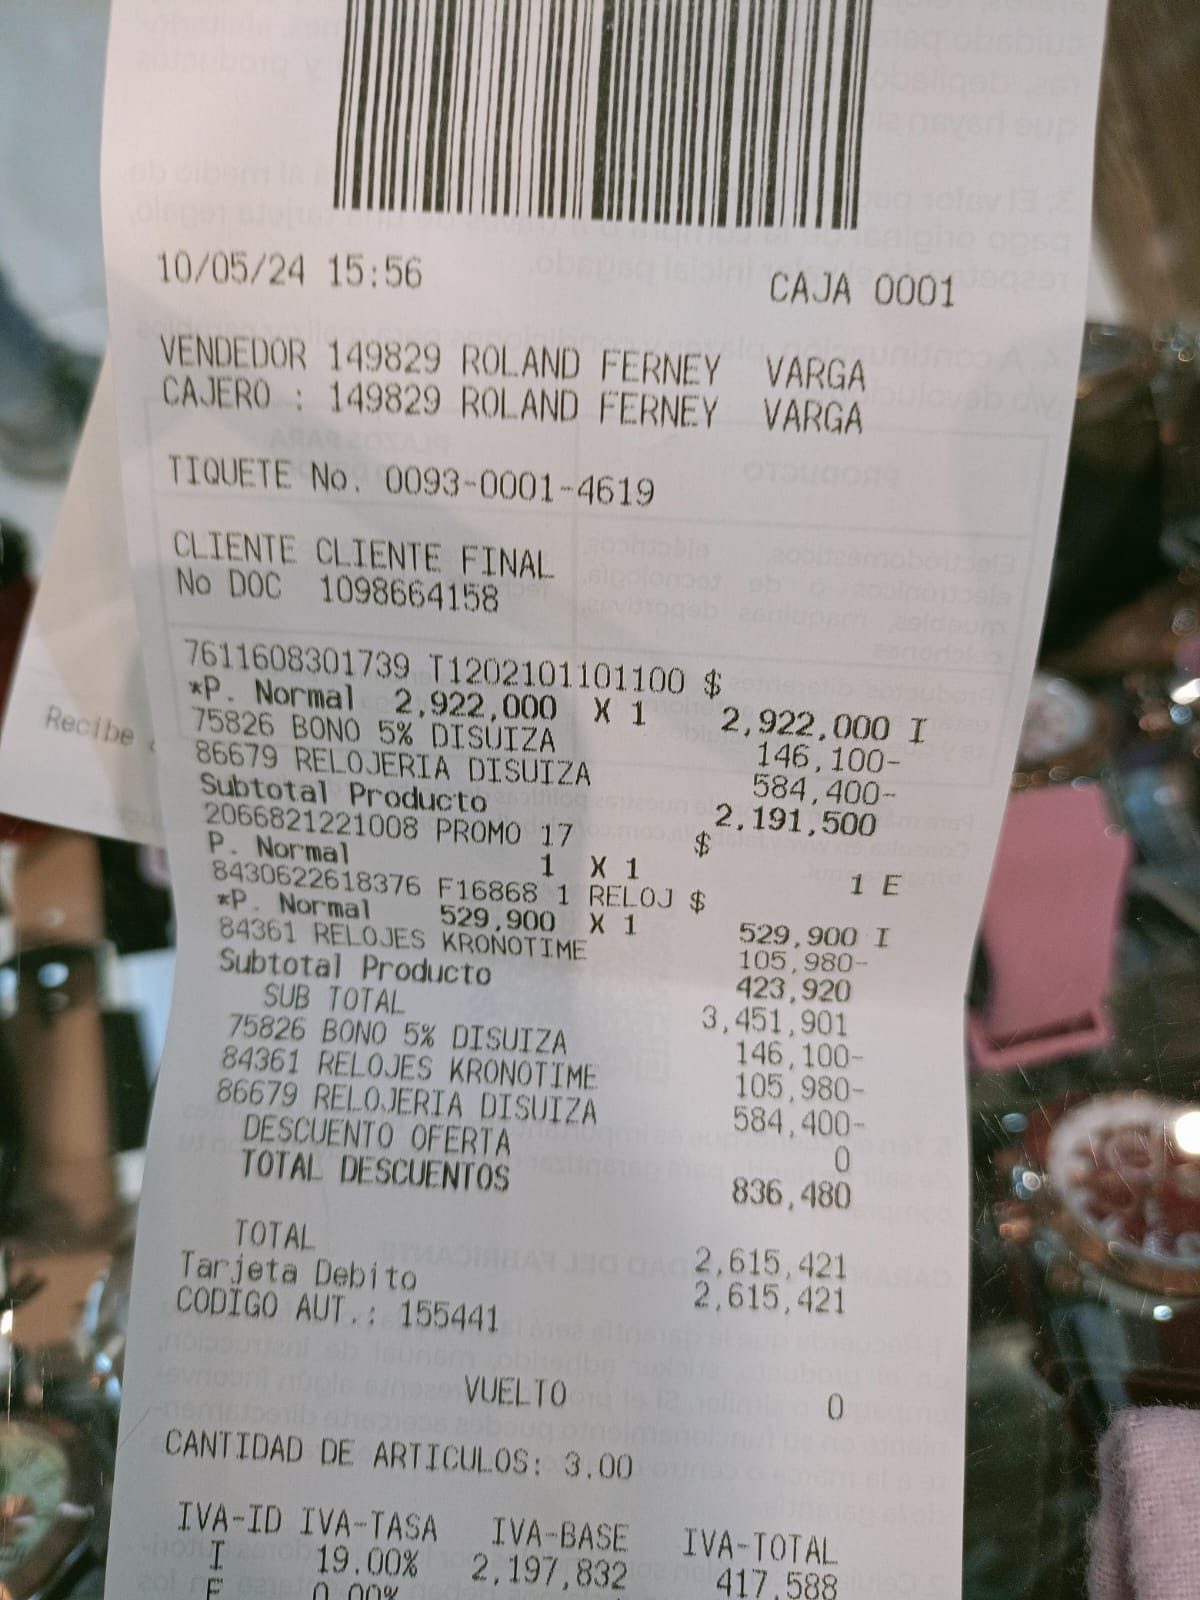 10/05/24 15:56 CAJA 0001
VENDEDOR 149829 ROLAND FERNEY VARGA
CAJERO : 149829 ROLAND FERNEY VARGA
TIQUETE No. 0093-0001-4619
CLIENTE CLIENTE FINAL
No DOC 1098664158
7611608301739 T1202101101100 $
*P. Normal 2,922,000 X 1 2,922,000 I
75826 BONO 5% DISUIZA 146,100-
86679 RELOJERIA DISUIZA 584,400-
Subtotal Producto 2,191,500
2066821221008 PROMO 17 $
P. Normal 1 X 1 1 E
8430622618376 F16868 1 RELOJ $
*P. Normal 529,900 X 1 529,900 I
84361 RELOJES KRONOTIME 105,980-
Subtotal Producto 423,920
SUB TOTAL 3,451,901
75826 BONO 5% DISUIZA 146,100-
84361 RELOJES KRONOTIME 105,980-
86679 RELOJERIA DISUIZA 584,400-
DESCUENTO OFERTA 0
TOTAL DESCUENTOS 836,480
TOTAL 2,615,421
Tarjeta Debito 2,615,421
CODIGO AUT.: 155441
VUELTO 0
CANTIDAD DE ARTICULOS: 3.00
IVA-ID IVA-TASA IVA-BASE IVA-TOTAL
I 19.00% 2,197,832 417,588
E 0.00%
Recibe